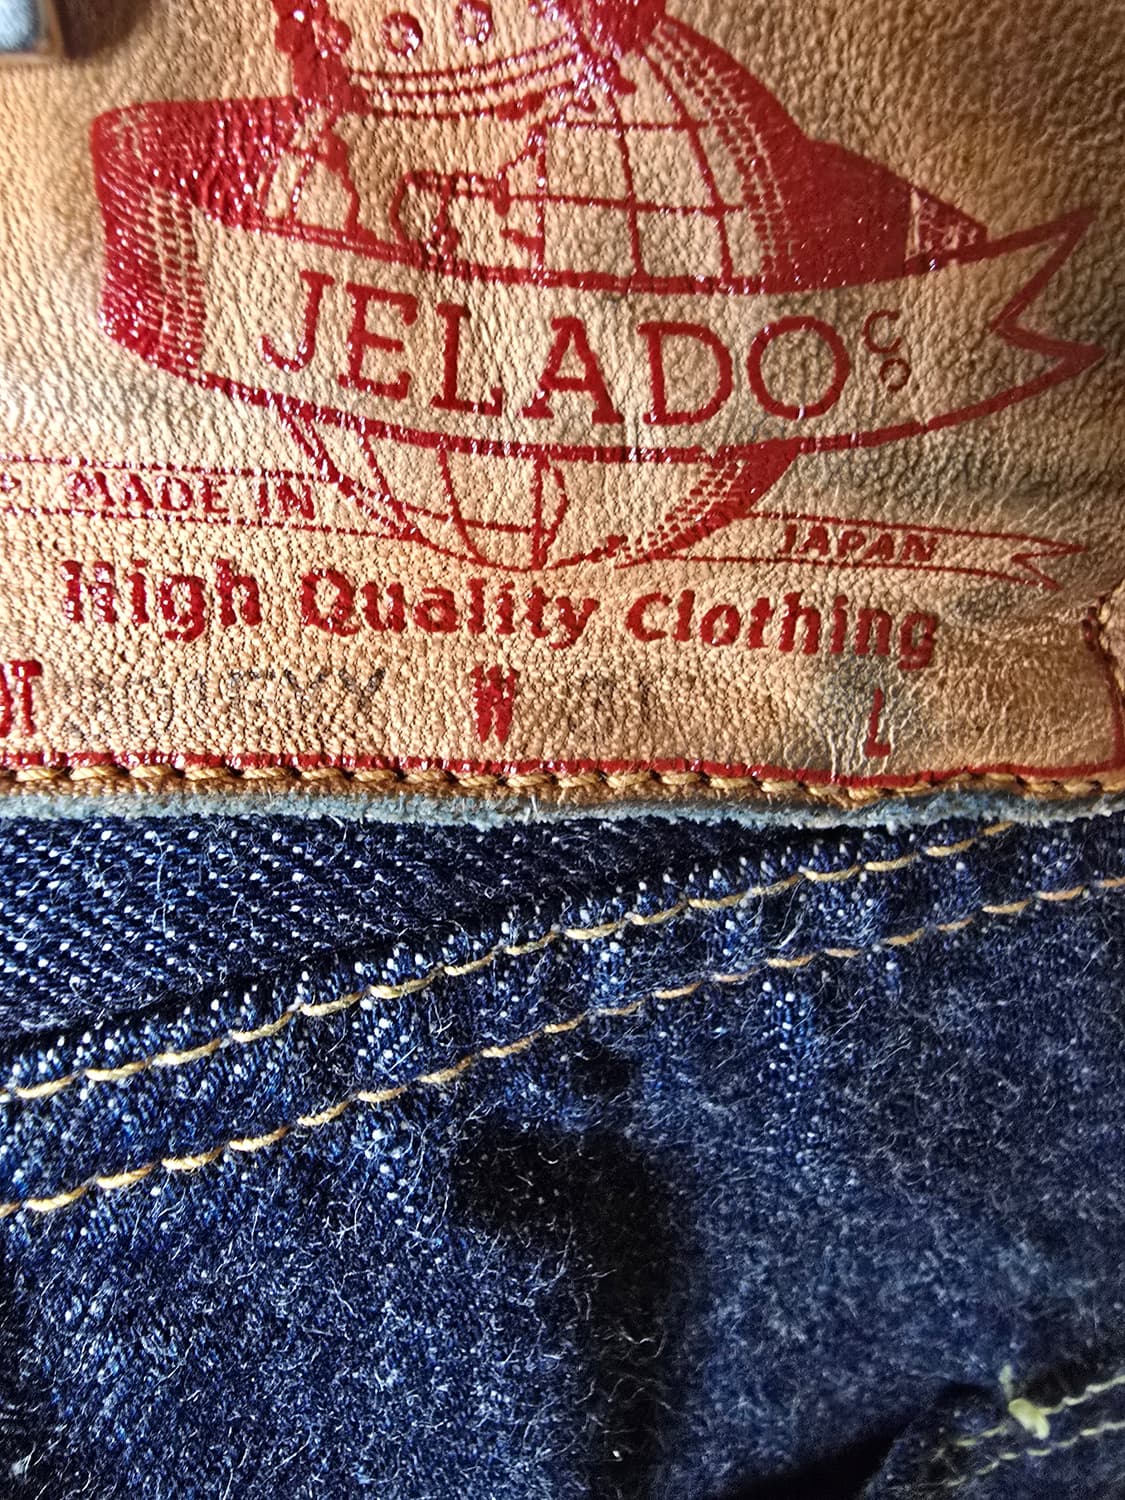 JELADO CO
MADE IN JAPAN
High Quality Clothing
W L